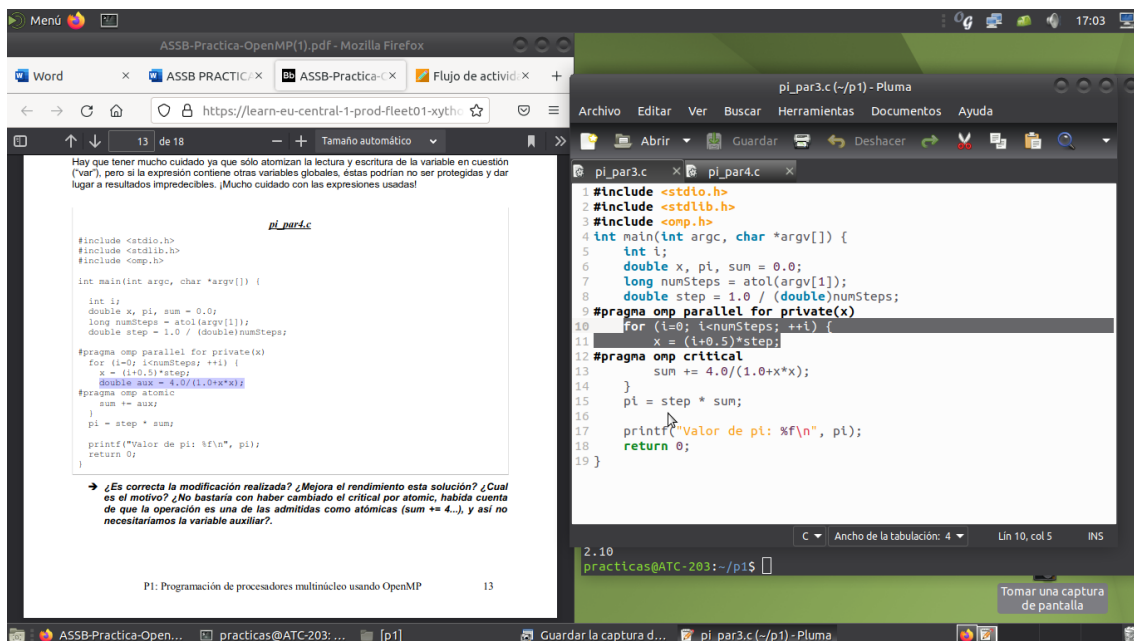 Menú
17:03
ASSB-Practica-OpenMP(1).pdf - Mozilla Firefox
Word
ASSB PRACTICA
ASSB-Practica-O
Flujo de activid
https://learn-eu-central-1-prod-fleet01-xytho
13 de 18
Tamaño automático
Hay que tener mucho cuidado ya que sólo atomizan la lectura y escritura de la variable en cuestión
("var"), pero si la expresión contiene otras variables globales, éstas podrían no ser protegidas y dar
lugar a resultados impredecibles. ¡Mucho cuidado con las expresiones usadas!
pi_par4.c
#include <stdio.h>
#include <stdlib.h>
#include <omp.h>
int main(int argc, char *argv[]) {
int i;
double x, pi, sum = 0.0;
long numSteps = atol(argv[1]);
double step = 1.0 / (double)numSteps;
#pragma omp parallel for private(x)
for (i=0; i<numSteps; ++i) {
x = (i+0.5)*step;
double aux = 4.0/(1.0+x*x);
#pragma omp atomic
sum += aux;
}
pi = step * sum;
printf("Valor de pi: %f\n", pi);
return 0;
}
➔ ¿Es correcta la modificación realizada? ¿Mejora el rendimiento esta solución? ¿Cual
es el motivo? ¿No bastaría con haber cambiado el critical por atomic, habida cuenta
de que la operación es una de las admitidas como atómicas (sum += 4...), y así no
necesitaríamos la variable auxiliar?.
P1: Programación de procesadores multinúcleo usando OpenMP 13
pi_par3.c (~/p1) - Pluma
Archivo Editar Ver Buscar Herramientas Documentos Ayuda
Abrir Guardar Deshacer
pi_par3.c × pi_par4.c ×
1 #include <stdio.h>
2 #include <stdlib.h>
3 #include <omp.h>
4 int main(int argc, char *argv[]) {
5 int i;
6 double x, pi, sum = 0.0;
7 long numSteps = atol(argv[1]);
8 double step = 1.0 / (double)numSteps;
9 #pragma omp parallel for private(x)
10 for (i=0; i<numSteps; ++i) {
11 x = (i+0.5)*step;
12 #pragma omp critical
13 sum += 4.0/(1.0+x*x);
14 }
15 pi = step * sum;
16
17 printf("Valor de pi: %f\n", pi);
18 return 0;
19 }
C Ancho de la tabulación: 4 Lín 10, col 5 INS
2.10
practicas@ATC-203:~/p1$
Tomar una captura
de pantalla
ASSB-Practica-Open... practicas@ATC-203: ... [p1] Guardar la captura d... pi_par3.c (~/p1) - Pluma